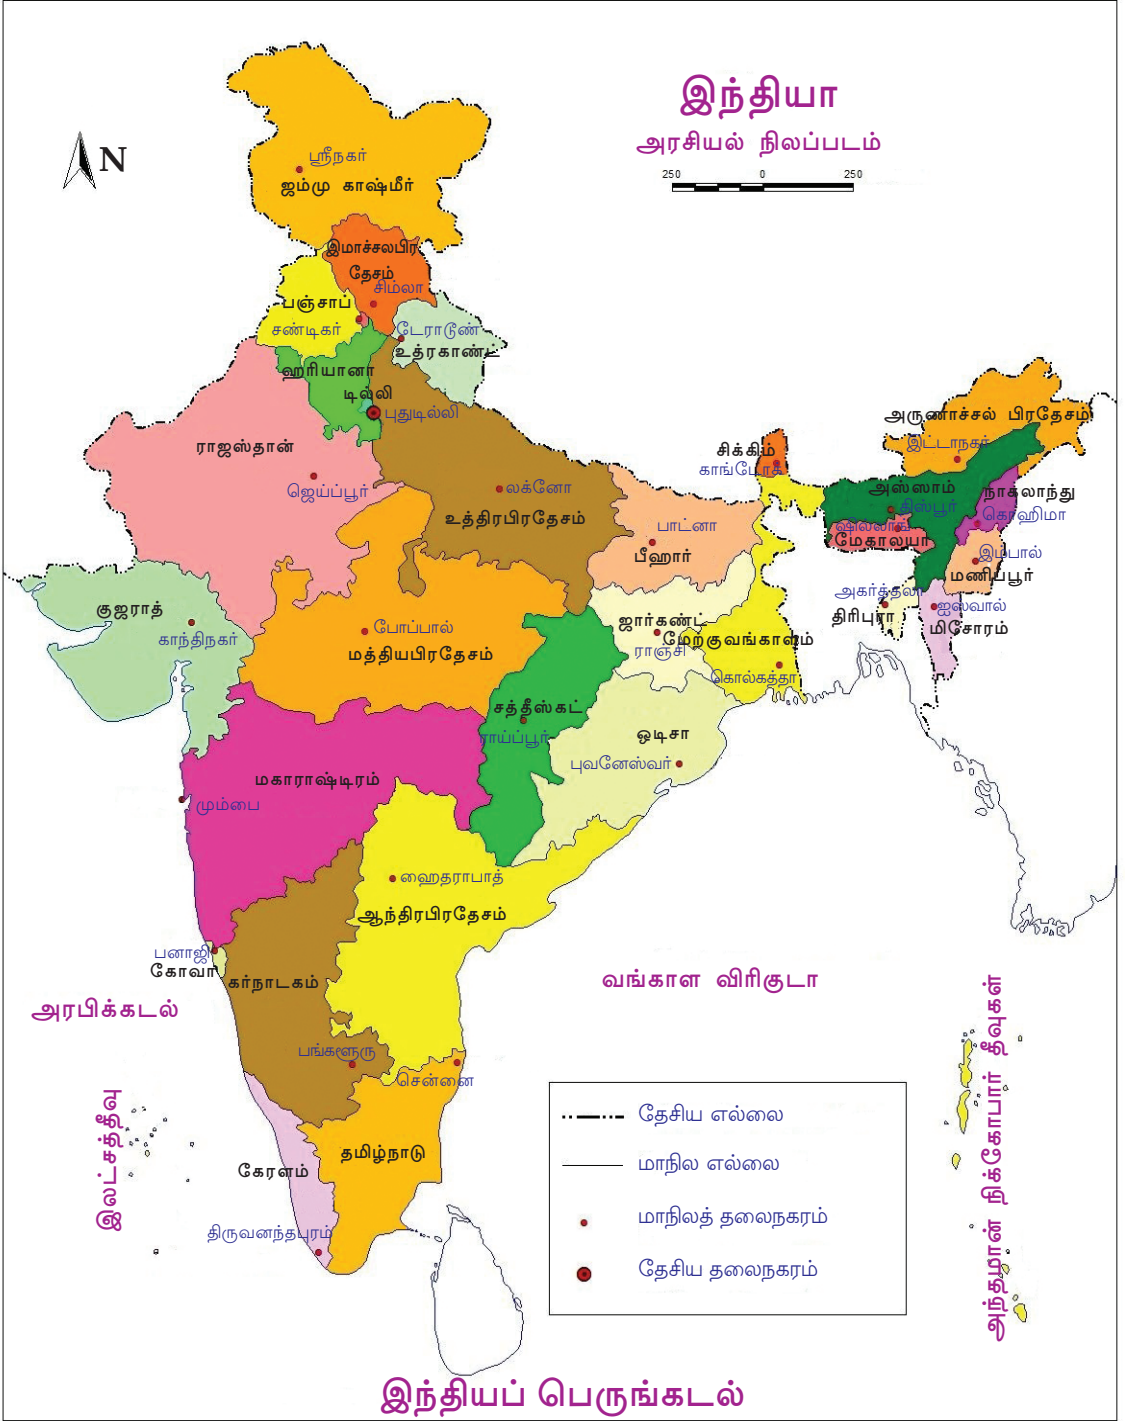 இந்தியா
அரசியல் நிலப்படம்
N
250 0 250
ஸ்ரீநகர்
ஜம்மு காஷ்மீர்
இமாச்சலபிர
தேசம்
சிம்லா
பஞ்சாப்
சண்டிகர்
டேராடூண்
உத்ரகாண்ட்
ஹரியானா
டில்லி
புதுடில்லி
ராஜஸ்தான்
ஜெய்ப்பூர்
லக்னோ
உத்திரபிரதேசம்
அருணாச்சல் பிரதேசம்
இட்டாநகர்
சிக்கிம்
காங்டோக்
அஸ்ஸாம்
திஸ்பூர்
நாக்லாந்து
கொஹிமா
ஷில்லாங்
மேகாலயா
இம்பால்
மணிப்பூர்
பாட்னா
பீஹார்
அகர்த்தலா
திரிபுரா
ஐஸ்வால்
மிசோரம்
குஜராத்
காந்திநகர்
போப்பால்
மத்தியபிரதேசம்
ஜார்கண்ட்
ராஞ்சி
மேற்குவங்காளம்
கொல்கத்தா
சத்தீஸ்கட்
ராய்ப்பூர்
ஒடிசா
புவனேஸ்வர்
மகாராஷ்டிரம்
மும்பை
ஹைதராபாத்
ஆந்திரபிரதேசம்
பனாஜி
கோவா
கர்நாடகம்
பங்களூரு
சென்னை
தமிழ்நாடு
கேரளம்
திருவனந்தபுரம்
அரபிக்கடல்
வங்காள விரிகுடா
இலட்சத்தீவு
அந்தமான் நிக்கோபார் தீவுகள்
தேசிய எல்லை
மாநில எல்லை
மாநிலத் தலைநகரம்
தேசிய தலைநகரம்
இந்தியப் பெருங்கடல்